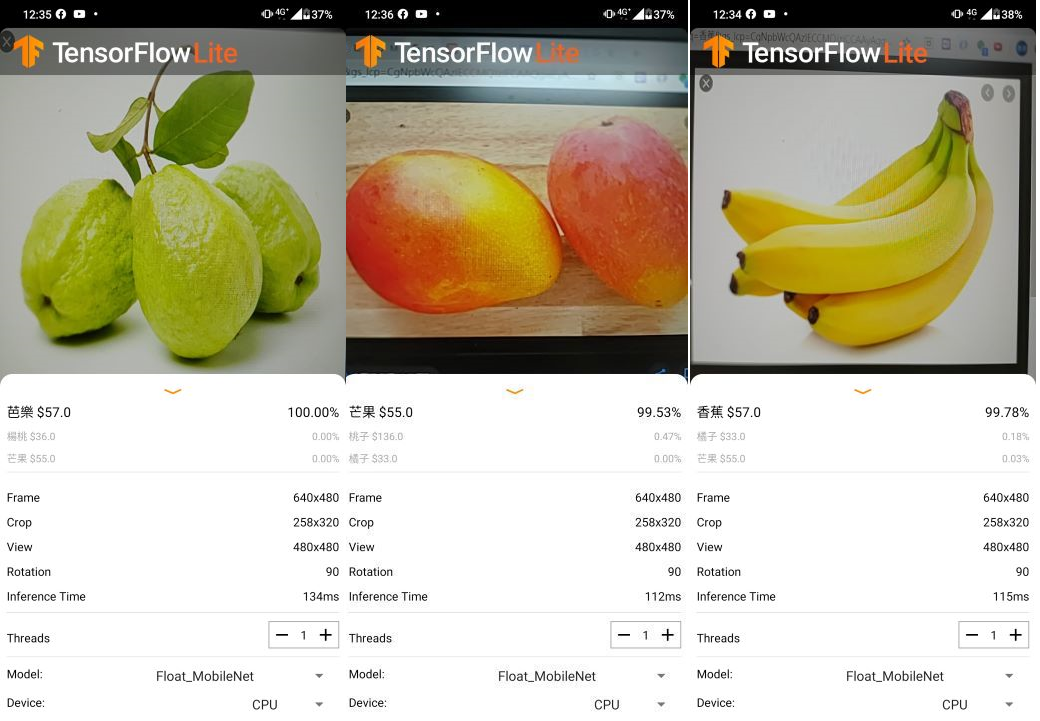 12:35 4G+ 37%
TensorFlow Lite
芭樂 $57.0 100.00%
楊桃 $36.0 0.00%
芒果 $55.0 0.00%
Frame 640x480
Crop 258x320
View 480x480
Rotation 90
Inference Time 134ms
Threads 1
Model: Float_MobileNet
Device: CPU
12:36 4G+ 37%
TensorFlow Lite
芒果 $55.0 99.53%
桃子 $136.0 0.47%
橘子 $33.0 0.00%
Frame 640x480
Crop 258x320
View 480x480
Rotation 90
Inference Time 112ms
Threads 1
Model: Float_MobileNet
Device: CPU
12:34 4G 38%
TensorFlow Lite
香蕉 $57.0 99.78%
橘子 $33.0 0.18%
芒果 $55.0 0.03%
Frame 640x480
Crop 258x320
View 480x480
Rotation 90
Inference Time 115ms
Threads 1
Model: Float_MobileNet
Device: CPU